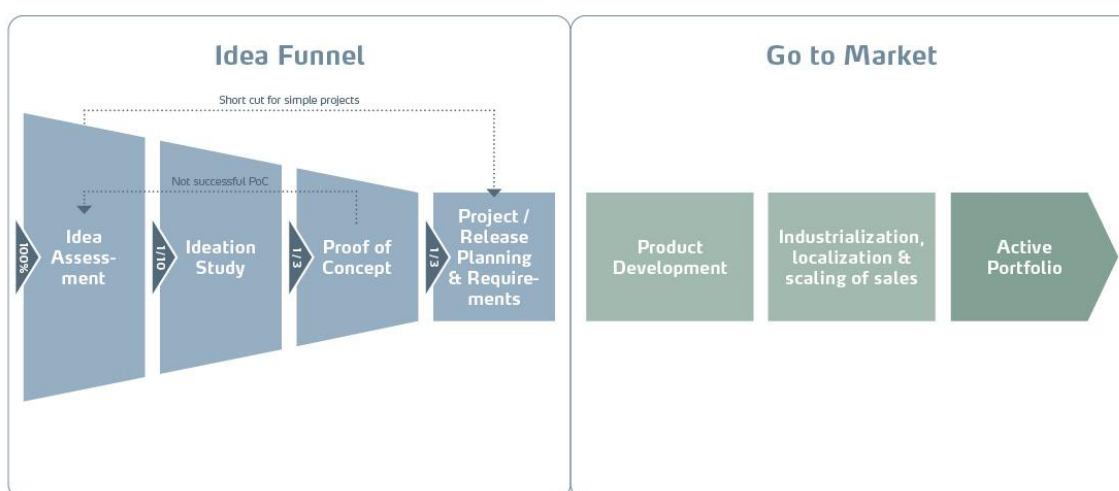 Idea Funnel
Go to Market
Short cut for simple projects
Not successful PoC
100%
Idea
Assess-
ment
1/10
Ideation
Study
1/3
Proof of
Concept
1/3
Project /
Release
Planning
& Require-
ments
Product
Development
Industrialization,
localization &
scaling of sales
Active
Portfolio